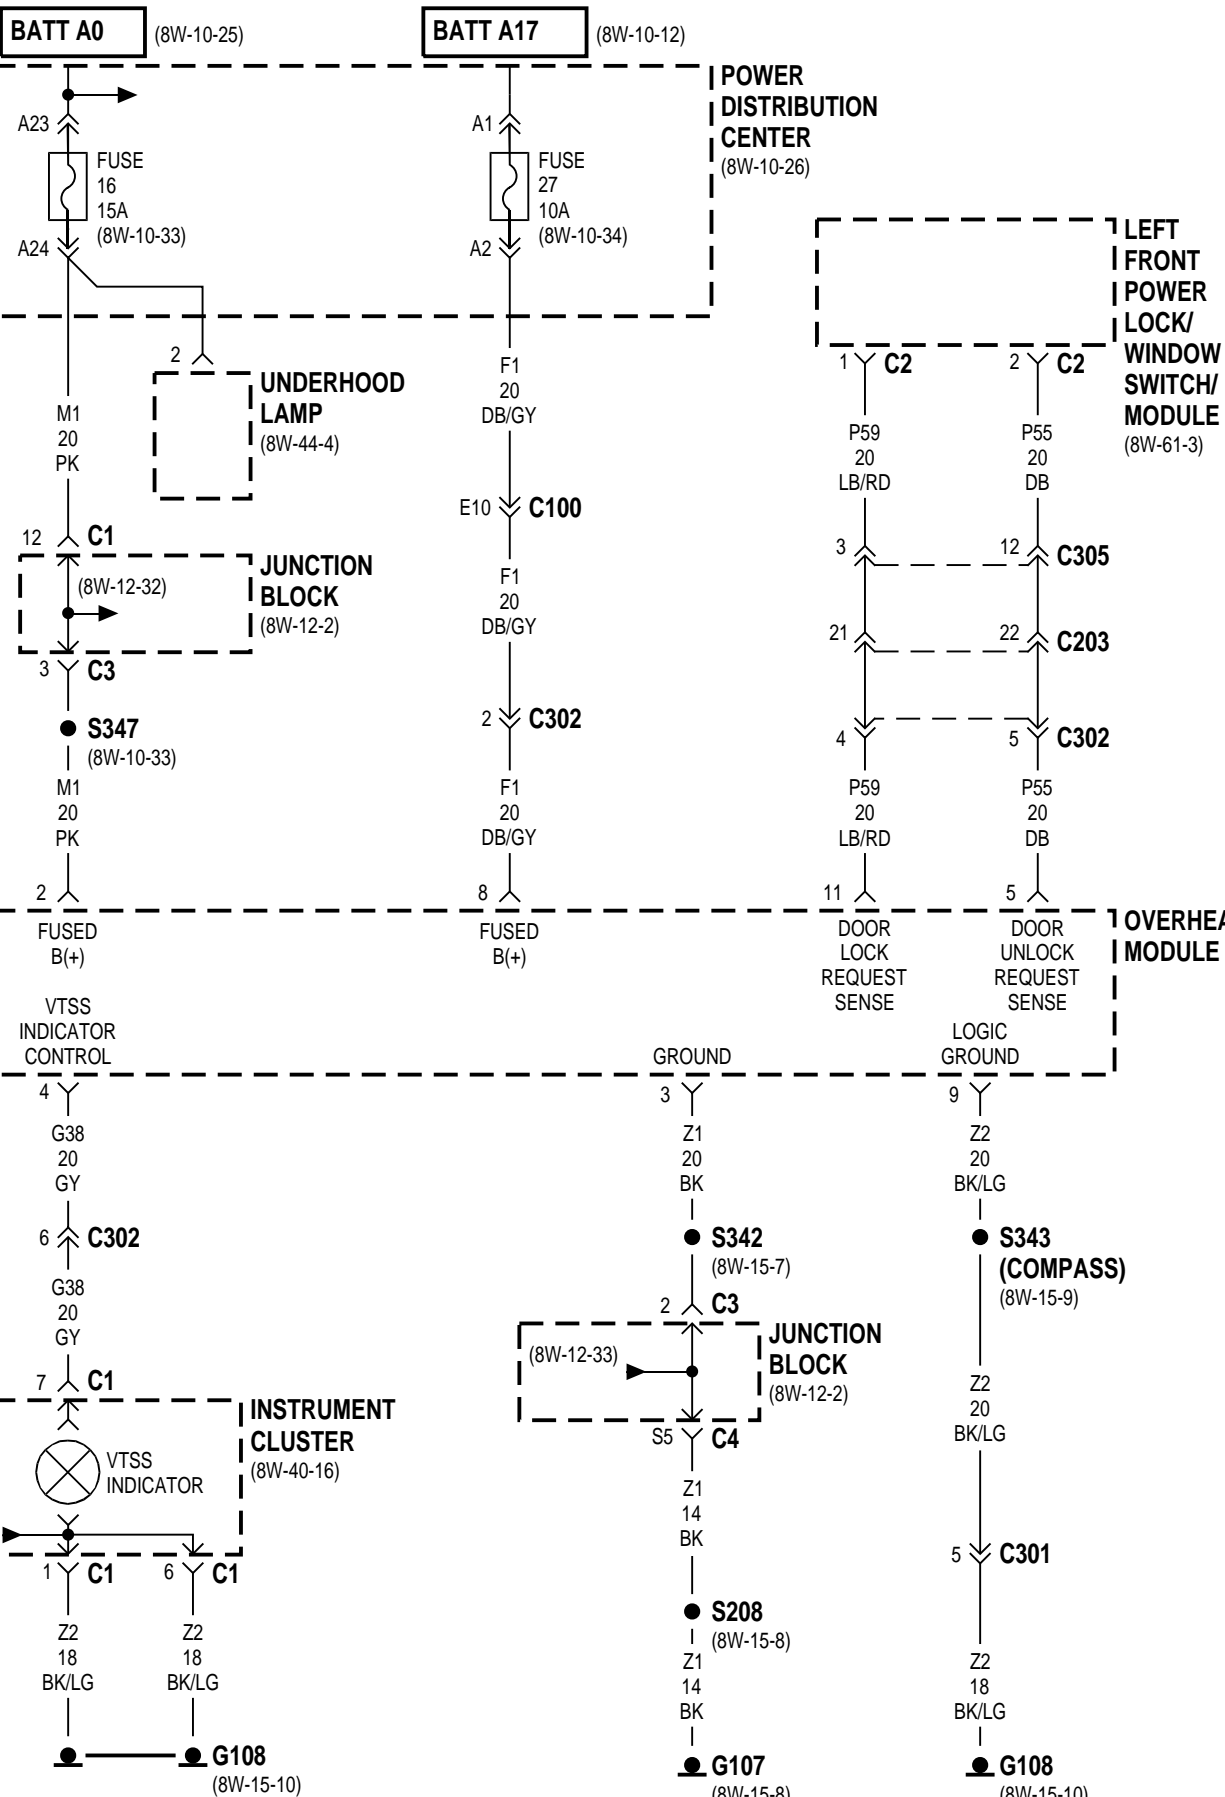 BATT A0
(8W-10-25)
BATT A17
(8W-10-12)
POWER
DISTRIBUTION
CENTER
(8W-10-26)
A23
FUSE
16
15A
(8W-10-33)
A24
A1
FUSE
27
10A
(8W-10-34)
A2
LEFT
FRONT
POWER
LOCK/
WINDOW
SWITCH/
MODULE
(8W-61-3)
2
UNDERHOOD
LAMP
(8W-44-4)
M1
20
PK
F1
20
DB/GY
1
C2
2
C2
P59
20
LB/RD
P55
20
DB
12
C1
E10
C100
JUNCTION
BLOCK
(8W-12-2)
(8W-12-32)
F1
20
DB/GY
3
12
C305
21
22
C203
3
C3
S347
(8W-10-33)
2
C302
4
5
C302
M1
20
PK
F1
20
DB/GY
P59
20
LB/RD
P55
20
DB
2
8
11
5
FUSED
B(+)
FUSED
B(+)
DOOR
LOCK
REQUEST
SENSE
DOOR
UNLOCK
REQUEST
SENSE
OVERHEA
MODULE
VTSS
INDICATOR
CONTROL
GROUND
LOGIC
GROUND
4
3
9
G38
20
GY
Z1
20
BK
Z2
20
BK/LG
6
C302
S342
(8W-15-7)
S343
(COMPASS)
(8W-15-9)
G38
20
GY
2
C3
JUNCTION
BLOCK
(8W-12-2)
(8W-12-33)
7
C1
Z2
20
BK/LG
INSTRUMENT
CLUSTER
(8W-40-16)
VTSS
INDICATOR
S5
C4
Z1
14
BK
1
C1
6
C1
5
C301
S208
(8W-15-8)
Z2
18
BK/LG
Z2
18
BK/LG
Z1
14
BK
Z2
18
BK/LG
G108
(8W-15-10)
G107
(8W-15-8)
G108
(8W-15-10)